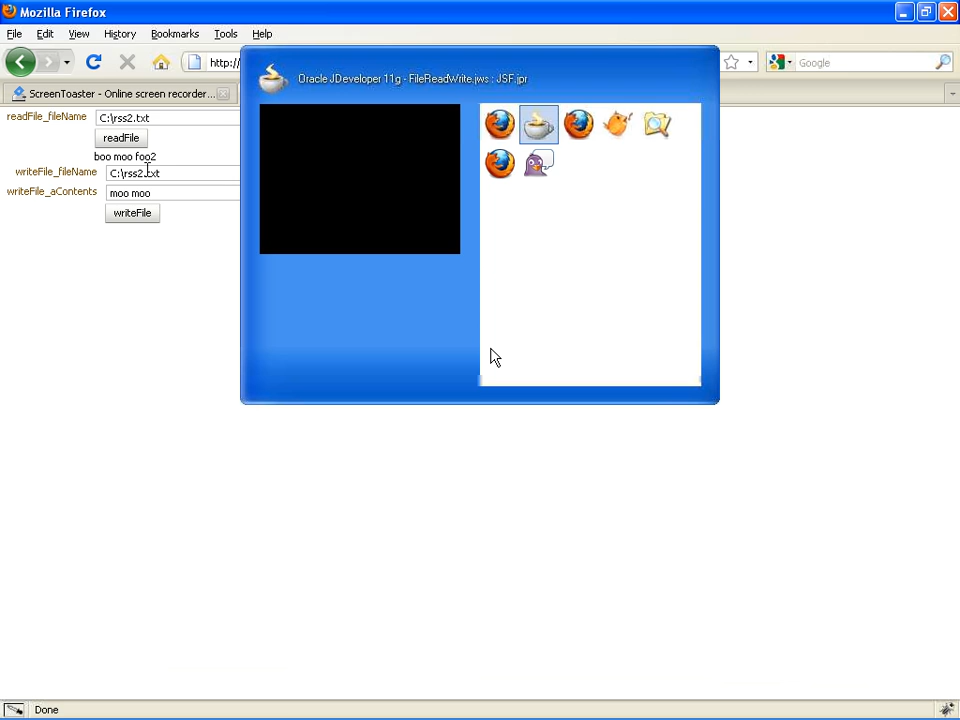 Mozilla Firefox
File Edit View History Bookmarks Tools Help
http://
Google
ScreenToaster - Online screen recorder...
Oracle JDeveloper 11g - FileReadWrite.jws : JSF.jpr
readFile_fileName C:\rss2.txt
readFile
boo moo foo2
writeFile_fileName C:\rss2.txt
writeFile_aContents moo moo
writeFile
Done